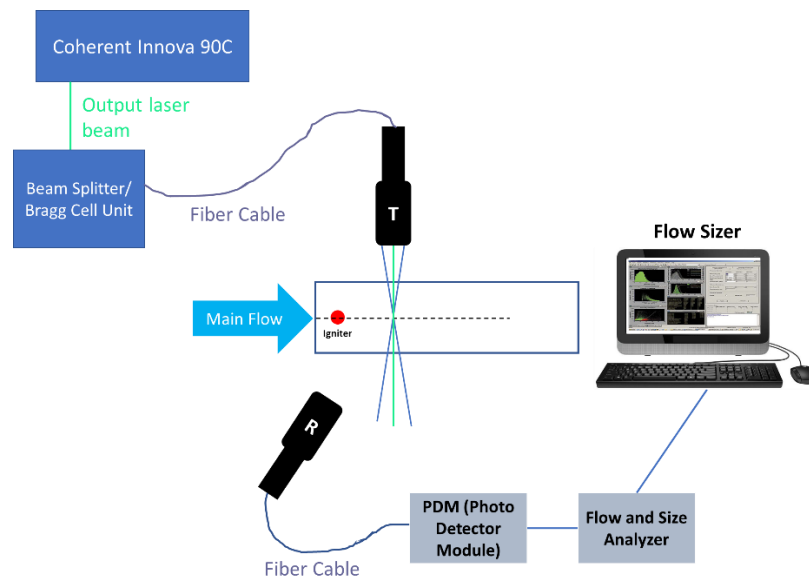 Coherent Innova 90C
Output laser
beam
Beam Splitter/
Bragg Cell Unit
Fiber Cable
T
Flow Sizer
Main Flow
Igniter
R
PDM (Photo
Detector
Module)
Flow and Size
Analyzer
Fiber Cable